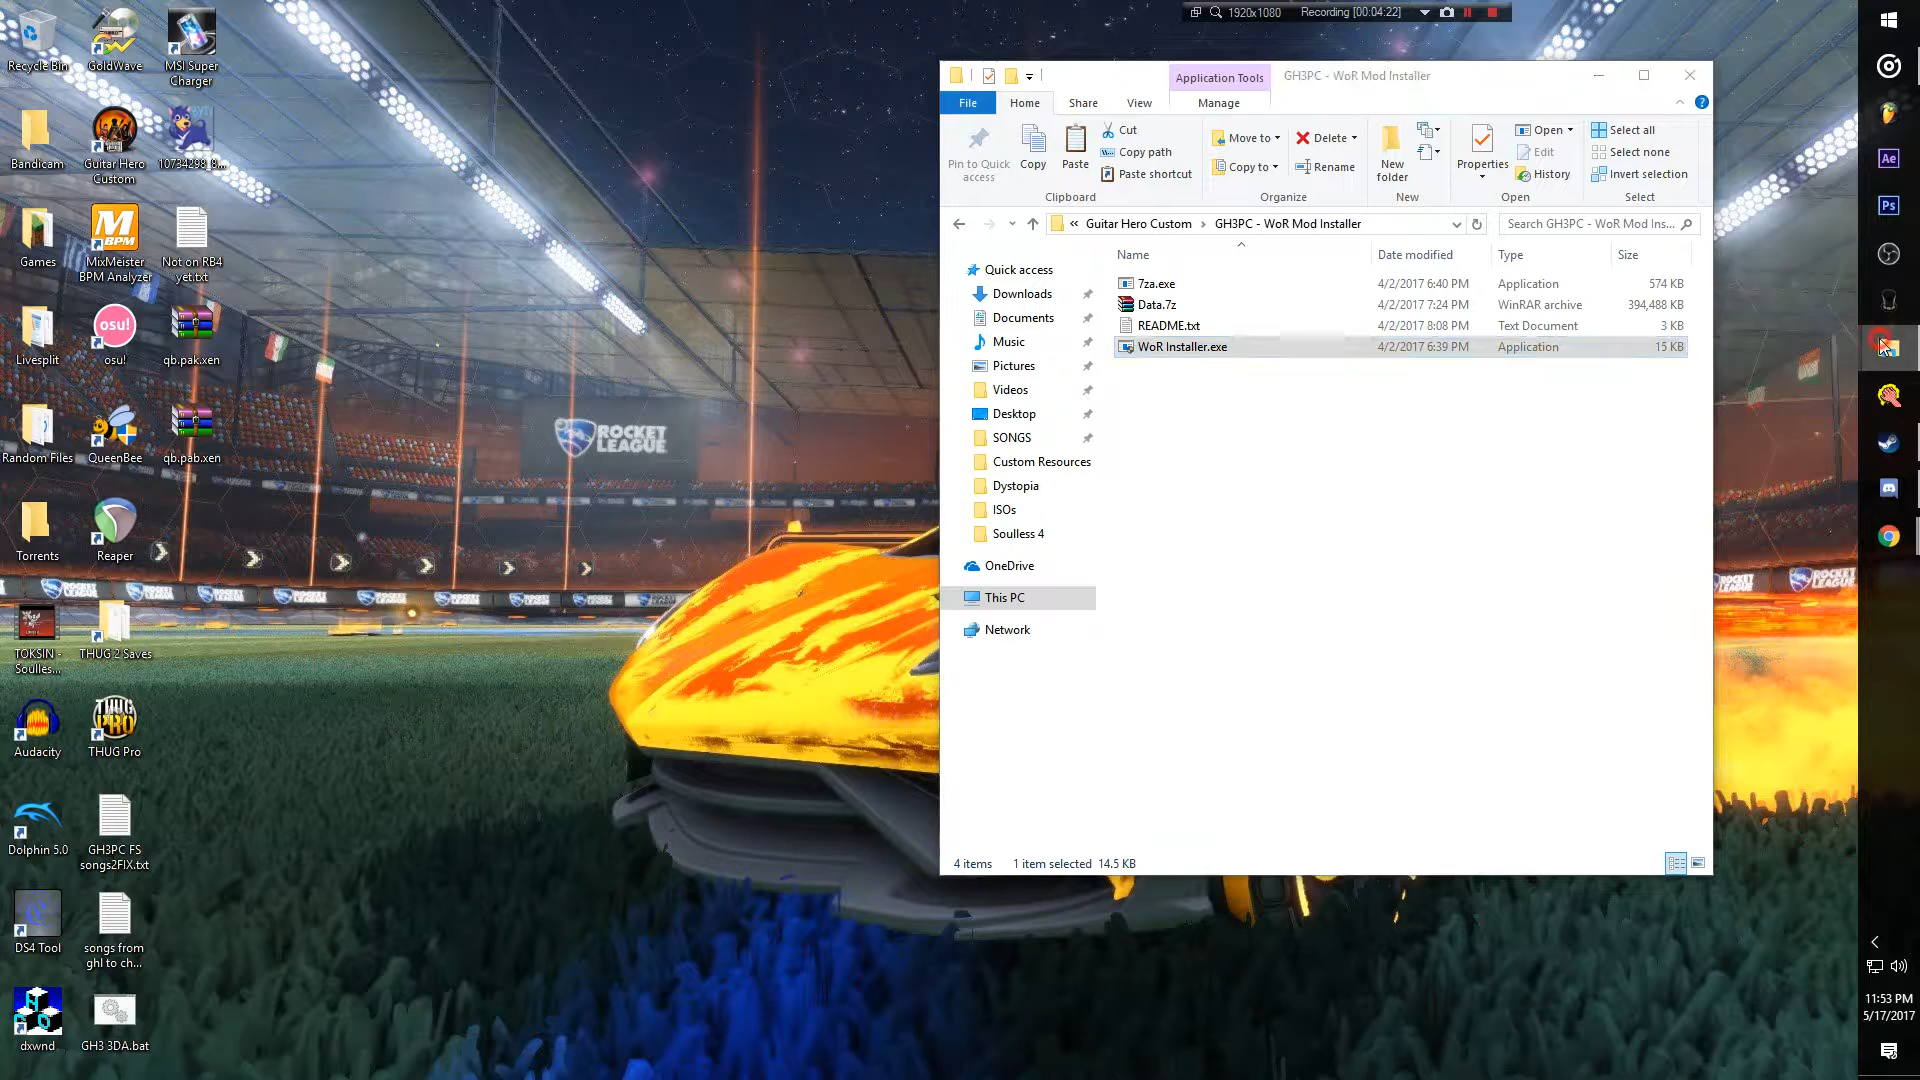 1920x1080 Recording [00:04:22]
Recycle Bin
GoldWave
MSI Super
Charger
Bandicam
Guitar Hero
Custom
10734298_8...
Games
MixMeister
BPM Analyzer
Not on RB4
yet.txt
Livesplit
osu!
osu!
qb.pak.xen
Random Files
QueenBee
qb.pab.xen
Torrents
Reaper
TOKSIN -
Soulles...
THUG 2 Saves
Audacity
THUG
PRO
THUG Pro
Dolphin 5.0
GH3PC FS
songs2FIX.txt
DS4 Tool
songs from
ghl to ch...
dxwnd
GH3 3DA.bat
ROCKET
LEAGUE
Application Tools
GH3PC - WoR Mod Installer
File Home Share View Manage
Pin to Quick
access
Copy
Paste
Cut
Copy path
Paste shortcut
Clipboard
Move to
Copy to
Delete
Rename
Organize
New
folder
New
Properties
Open
Edit
History
Open
Select all
Select none
Invert selection
Select
« Guitar Hero Custom > GH3PC - WoR Mod Installer
Search GH3PC - WoR Mod Ins...
Name Date modified Type Size
7za.exe 4/2/2017 6:40 PM Application 574 KB
Data.7z 4/2/2017 7:24 PM WinRAR archive 394,488 KB
README.txt 4/2/2017 8:08 PM Text Document 3 KB
WoR Installer.exe 4/2/2017 6:39 PM Application 15 KB
Quick access
Downloads
Documents
Music
Pictures
Videos
Desktop
SONGS
Custom Resources
Dystopia
ISOs
Soulless 4
OneDrive
This PC
Network
4 items 1 item selected 14.5 KB
Ae
Ps
11:53 PM
5/17/2017